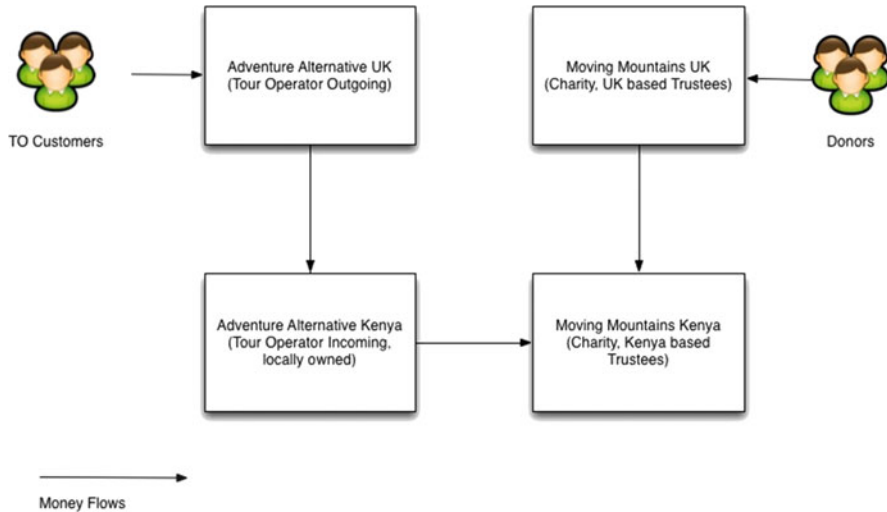 Adventure Alternative UK
(Tour Operator Outgoing)
Moving Mountains UK
(Charity, UK based Trustees)
TO Customers
Donors
Adventure Alternative Kenya
(Tour Operator Incoming,
locally owned)
Moving Mountains Kenya
(Charity, Kenya based
Trustees)
Money Flows